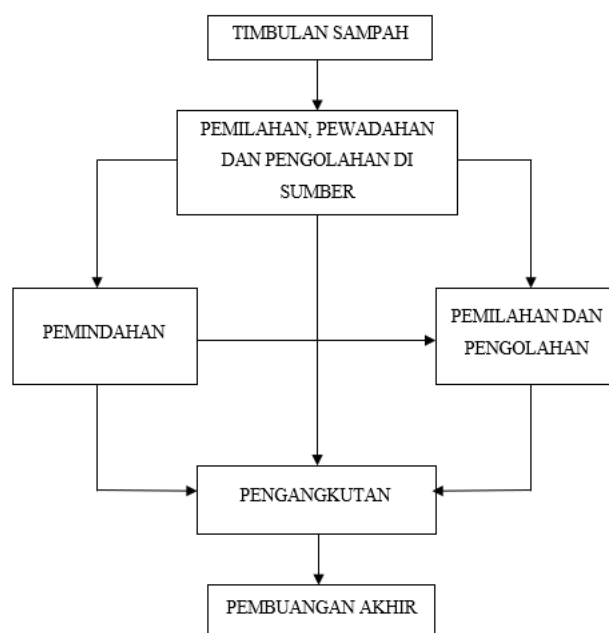 TIMBULAN SAMPAH
PEMILAHAN, PEWADAHAN
DAN PENGOLAHAN DI
SUMBER
PEMINDAHAN
PEMILAHAN DAN
PENGOLAHAN
PENGANGKUTAN
PEMBUANGAN AKHIR